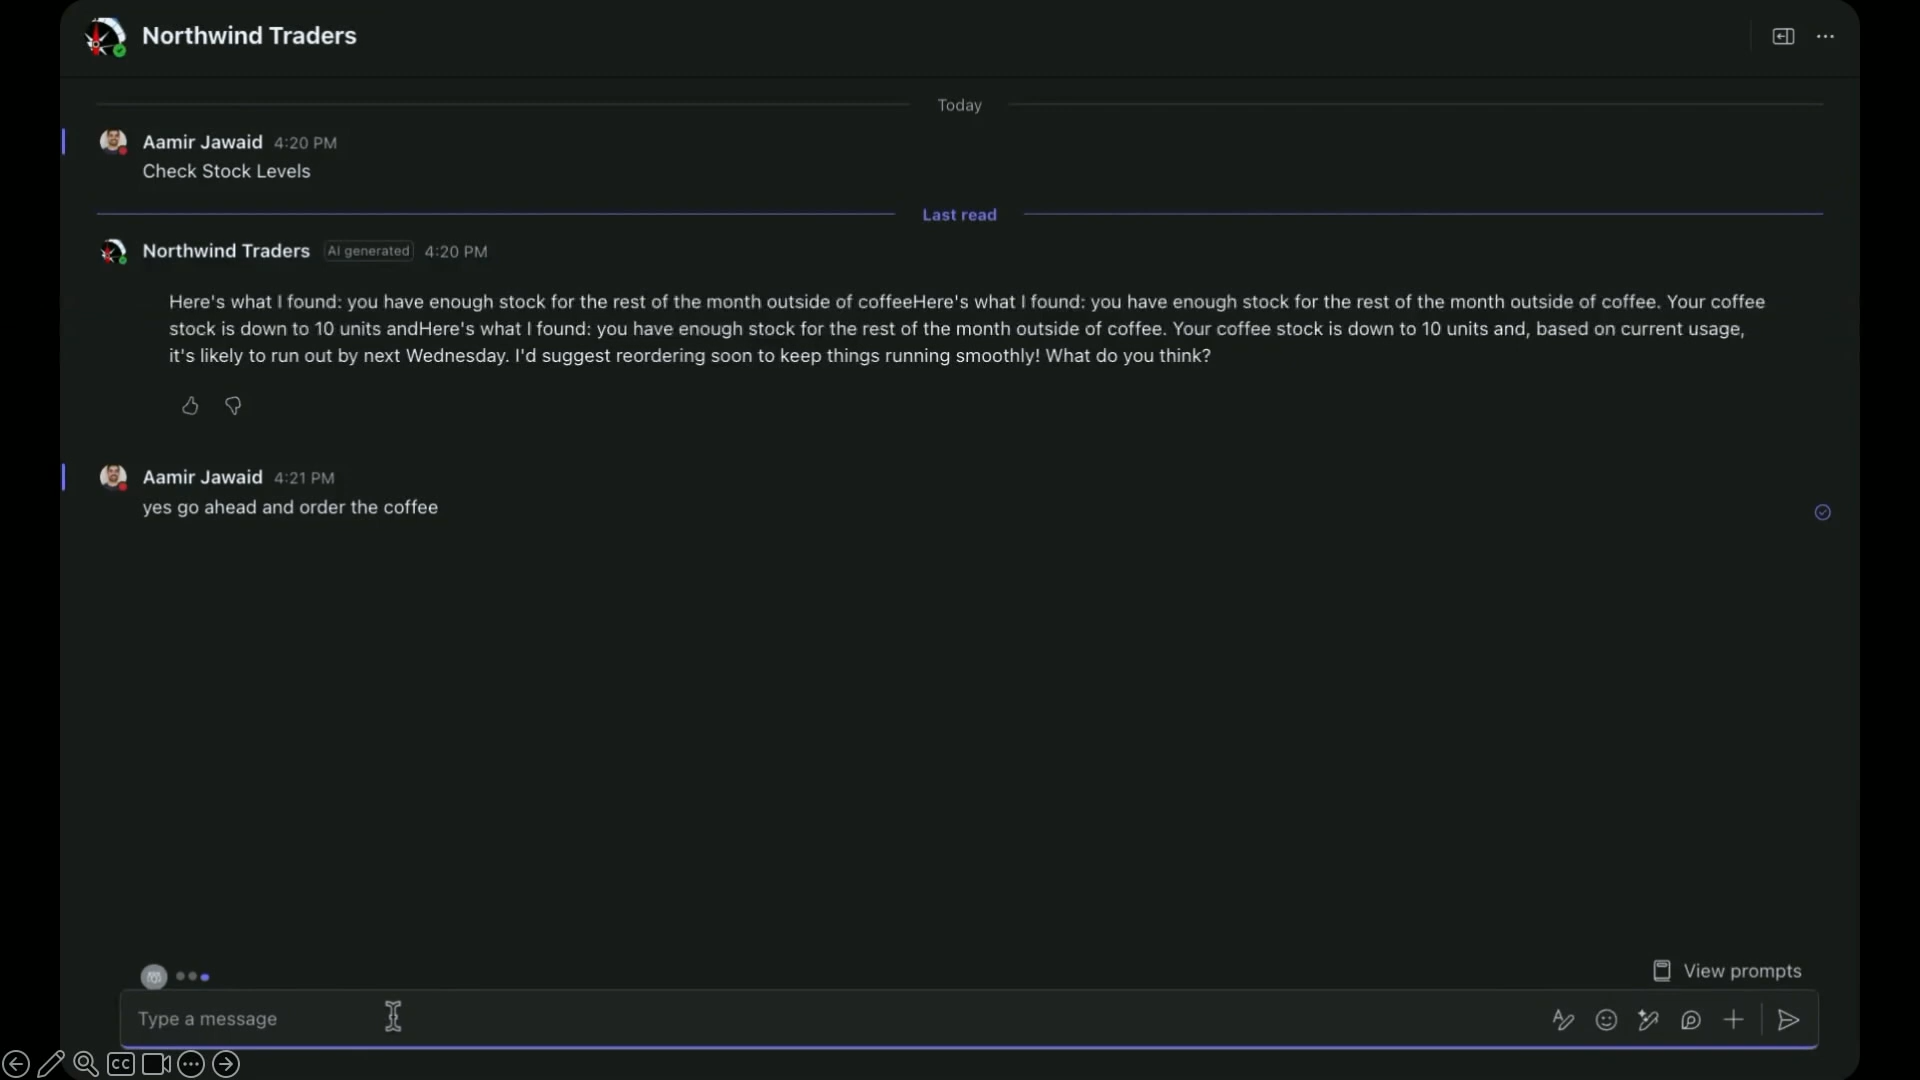 Northwind Traders
Today
Aamir Jawaid 4:20 PM
Check Stock Levels
Last read
Northwind Traders AI generated 4:20 PM
Here's what I found: you have enough stock for the rest of the month outside of coffeeHere's what I found: you have enough stock for the rest of the month outside of coffee. Your coffee
stock is down to 10 units andHere's what I found: you have enough stock for the rest of the month outside of coffee. Your coffee stock is down to 10 units and, based on current usage,
it's likely to run out by next Wednesday. I'd suggest reordering soon to keep things running smoothly! What do you think?
Aamir Jawaid 4:21 PM
yes go ahead and order the coffee
View prompts
Type a message
CC